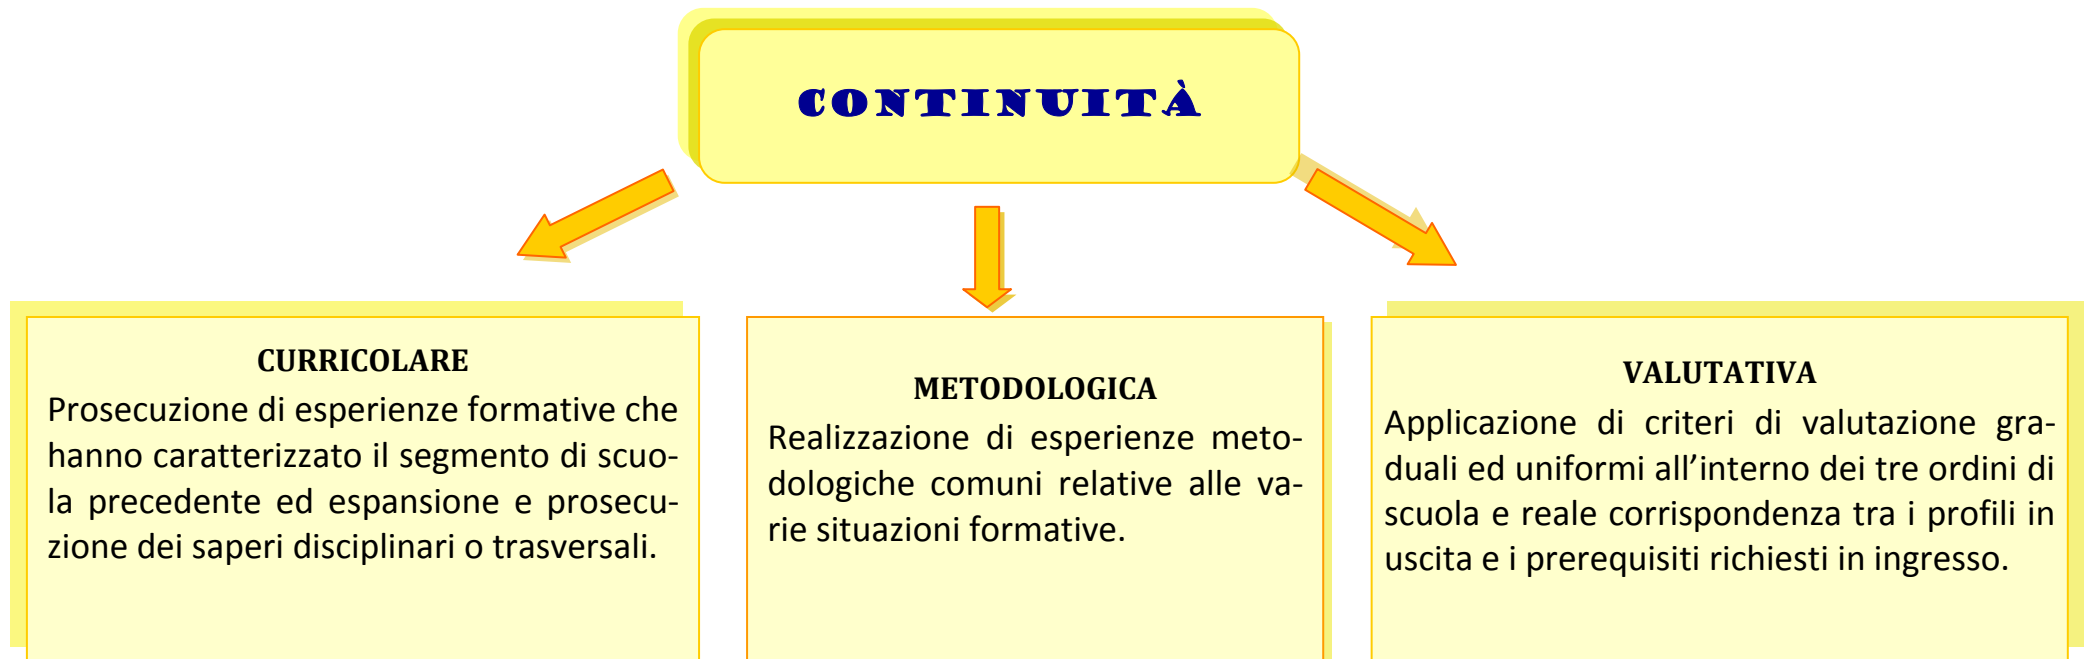 CONTINUITÀ
CURRICOLARE
Prosecuzione di esperienze formative che
hanno caratterizzato il segmento di scuo-
la precedente ed espansione e prosecu-
zione dei saperi disciplinari o trasversali.
METODOLOGICA
Realizzazione di esperienze meto-
dologiche comuni relative alle va-
rie situazioni formative.
VALUTATIVA
Applicazione di criteri di valutazione gra-
duali ed uniformi all’interno dei tre ordini di
scuola e reale corrispondenza tra i profili in
uscita e i prerequisiti richiesti in ingresso.